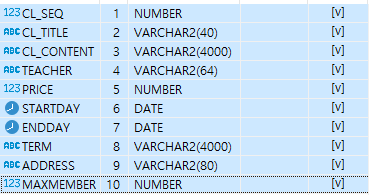 123 CL_SEQ 1 NUMBER [v]
ABC CL_TITLE 2 VARCHAR2(40) [v]
ABC CL_CONTENT 3 VARCHAR2(4000) [v]
ABC TEACHER 4 VARCHAR2(64) [v]
123 PRICE 5 NUMBER [v]
STARTDAY 6 DATE [v]
ENDDAY 7 DATE [v]
ABC TERM 8 VARCHAR2(4000) [v]
ABC ADDRESS 9 VARCHAR2(80) [v]
123 MAXMEMBER 10 NUMBER [v]